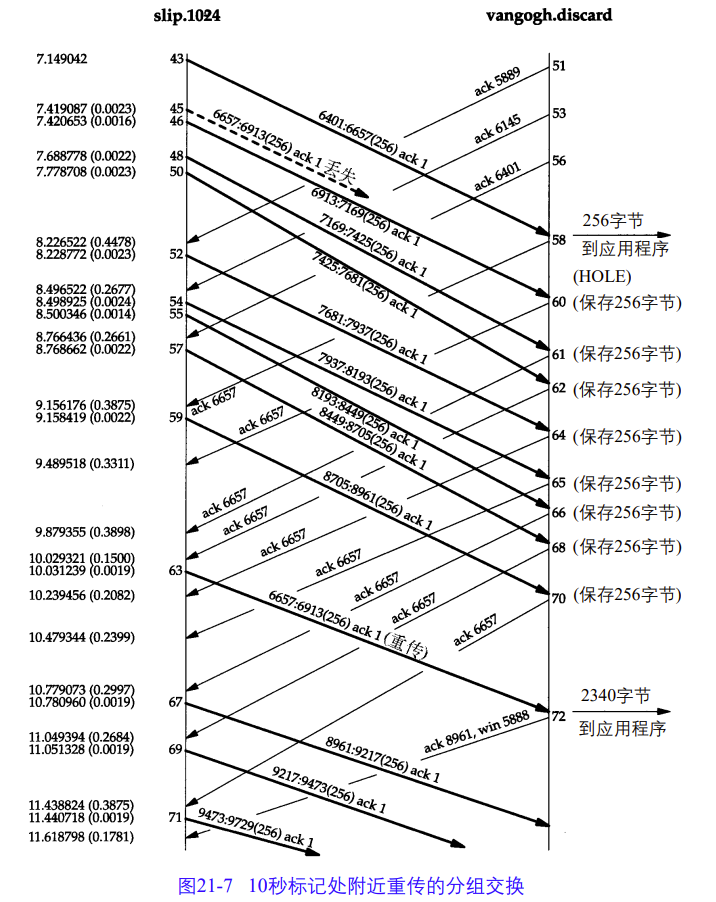 slip.1024
vangogh.discard
7.149042
43
51
ack 5889
7.419087 (0.0023)
45
7.420653 (0.0016)
46
6401:6657(256) ack 1
53
ack 6145
6657:6913(256) ack 1 丢失
7.688778 (0.0022)
48
7.778708 (0.0023)
50
56
ack 6401
6913:7169(256) ack 1
256字节
到应用程序
(HOLE)
8.226522 (0.4478)
8.228772 (0.0023)
52
7169:7425(256) ack 1
58
7425:7681(256) ack 1
8.496522 (0.2677)
8.498925 (0.0024)
54
8.500346 (0.0014)
55
60
(保存256字节)
7681:7937(256) ack 1
8.766436 (0.2661)
8.768662 (0.0022)
57
61
(保存256字节)
7937:8193(256) ack 1
62
(保存256字节)
9.156176 (0.3875)
9.158419 (0.0022)
59
ack 6657
ack 6657
8193:8449(256) ack 1
8449:8705(256) ack 1
64
(保存256字节)
9.489518 (0.3311)
8705:8961(256) ack 1
65
(保存256字节)
66
(保存256字节)
9.879355 (0.3898)
ack 6657
ack 6657
68
(保存256字节)
10.029321 (0.1500)
10.031239 (0.0019)
63
ack 6657
ack 6657
10.239456 (0.2082)
6657:6913(256) ack 1 (重传)
ack 6657
ack 6657
70
(保存256字节)
10.479344 (0.2399)
ack 6657
10.779073 (0.2997)
10.780960 (0.0019)
67
2340字节
到应用程序
72
ack 8961, win 5888
11.049394 (0.2684)
11.051328 (0.0019)
69
8961:9217(256) ack 1
9217:9473(256) ack 1
11.438824 (0.3875)
11.440718 (0.0019)
71
9473:9729(256) ack 1
11.618798 (0.1781)
图21-7 10秒标记处附近重传的分组交换